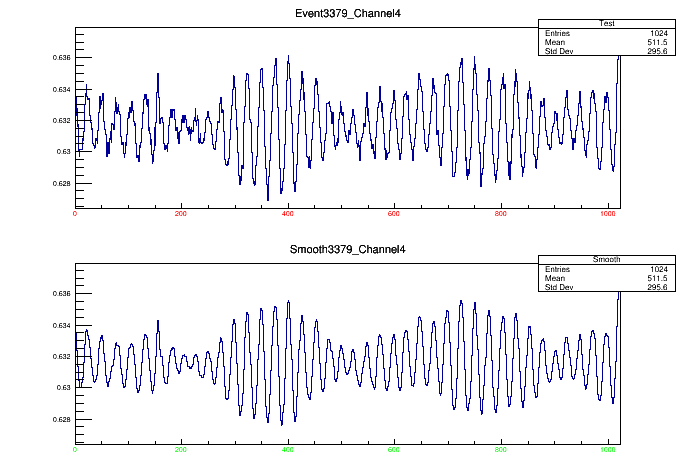 Event3379_Channel4
Test
Entries 1024
Mean 511.5
Std Dev 295.6
0.636
0.634
0.632
0.63
0.628
0 200 400 600 800 1000
Smooth3379_Channel4
Smooth
Entries 1024
Mean 511.5
Std Dev 295.6
0.636
0.634
0.632
0.63
0.628
0 200 400 600 800 1000